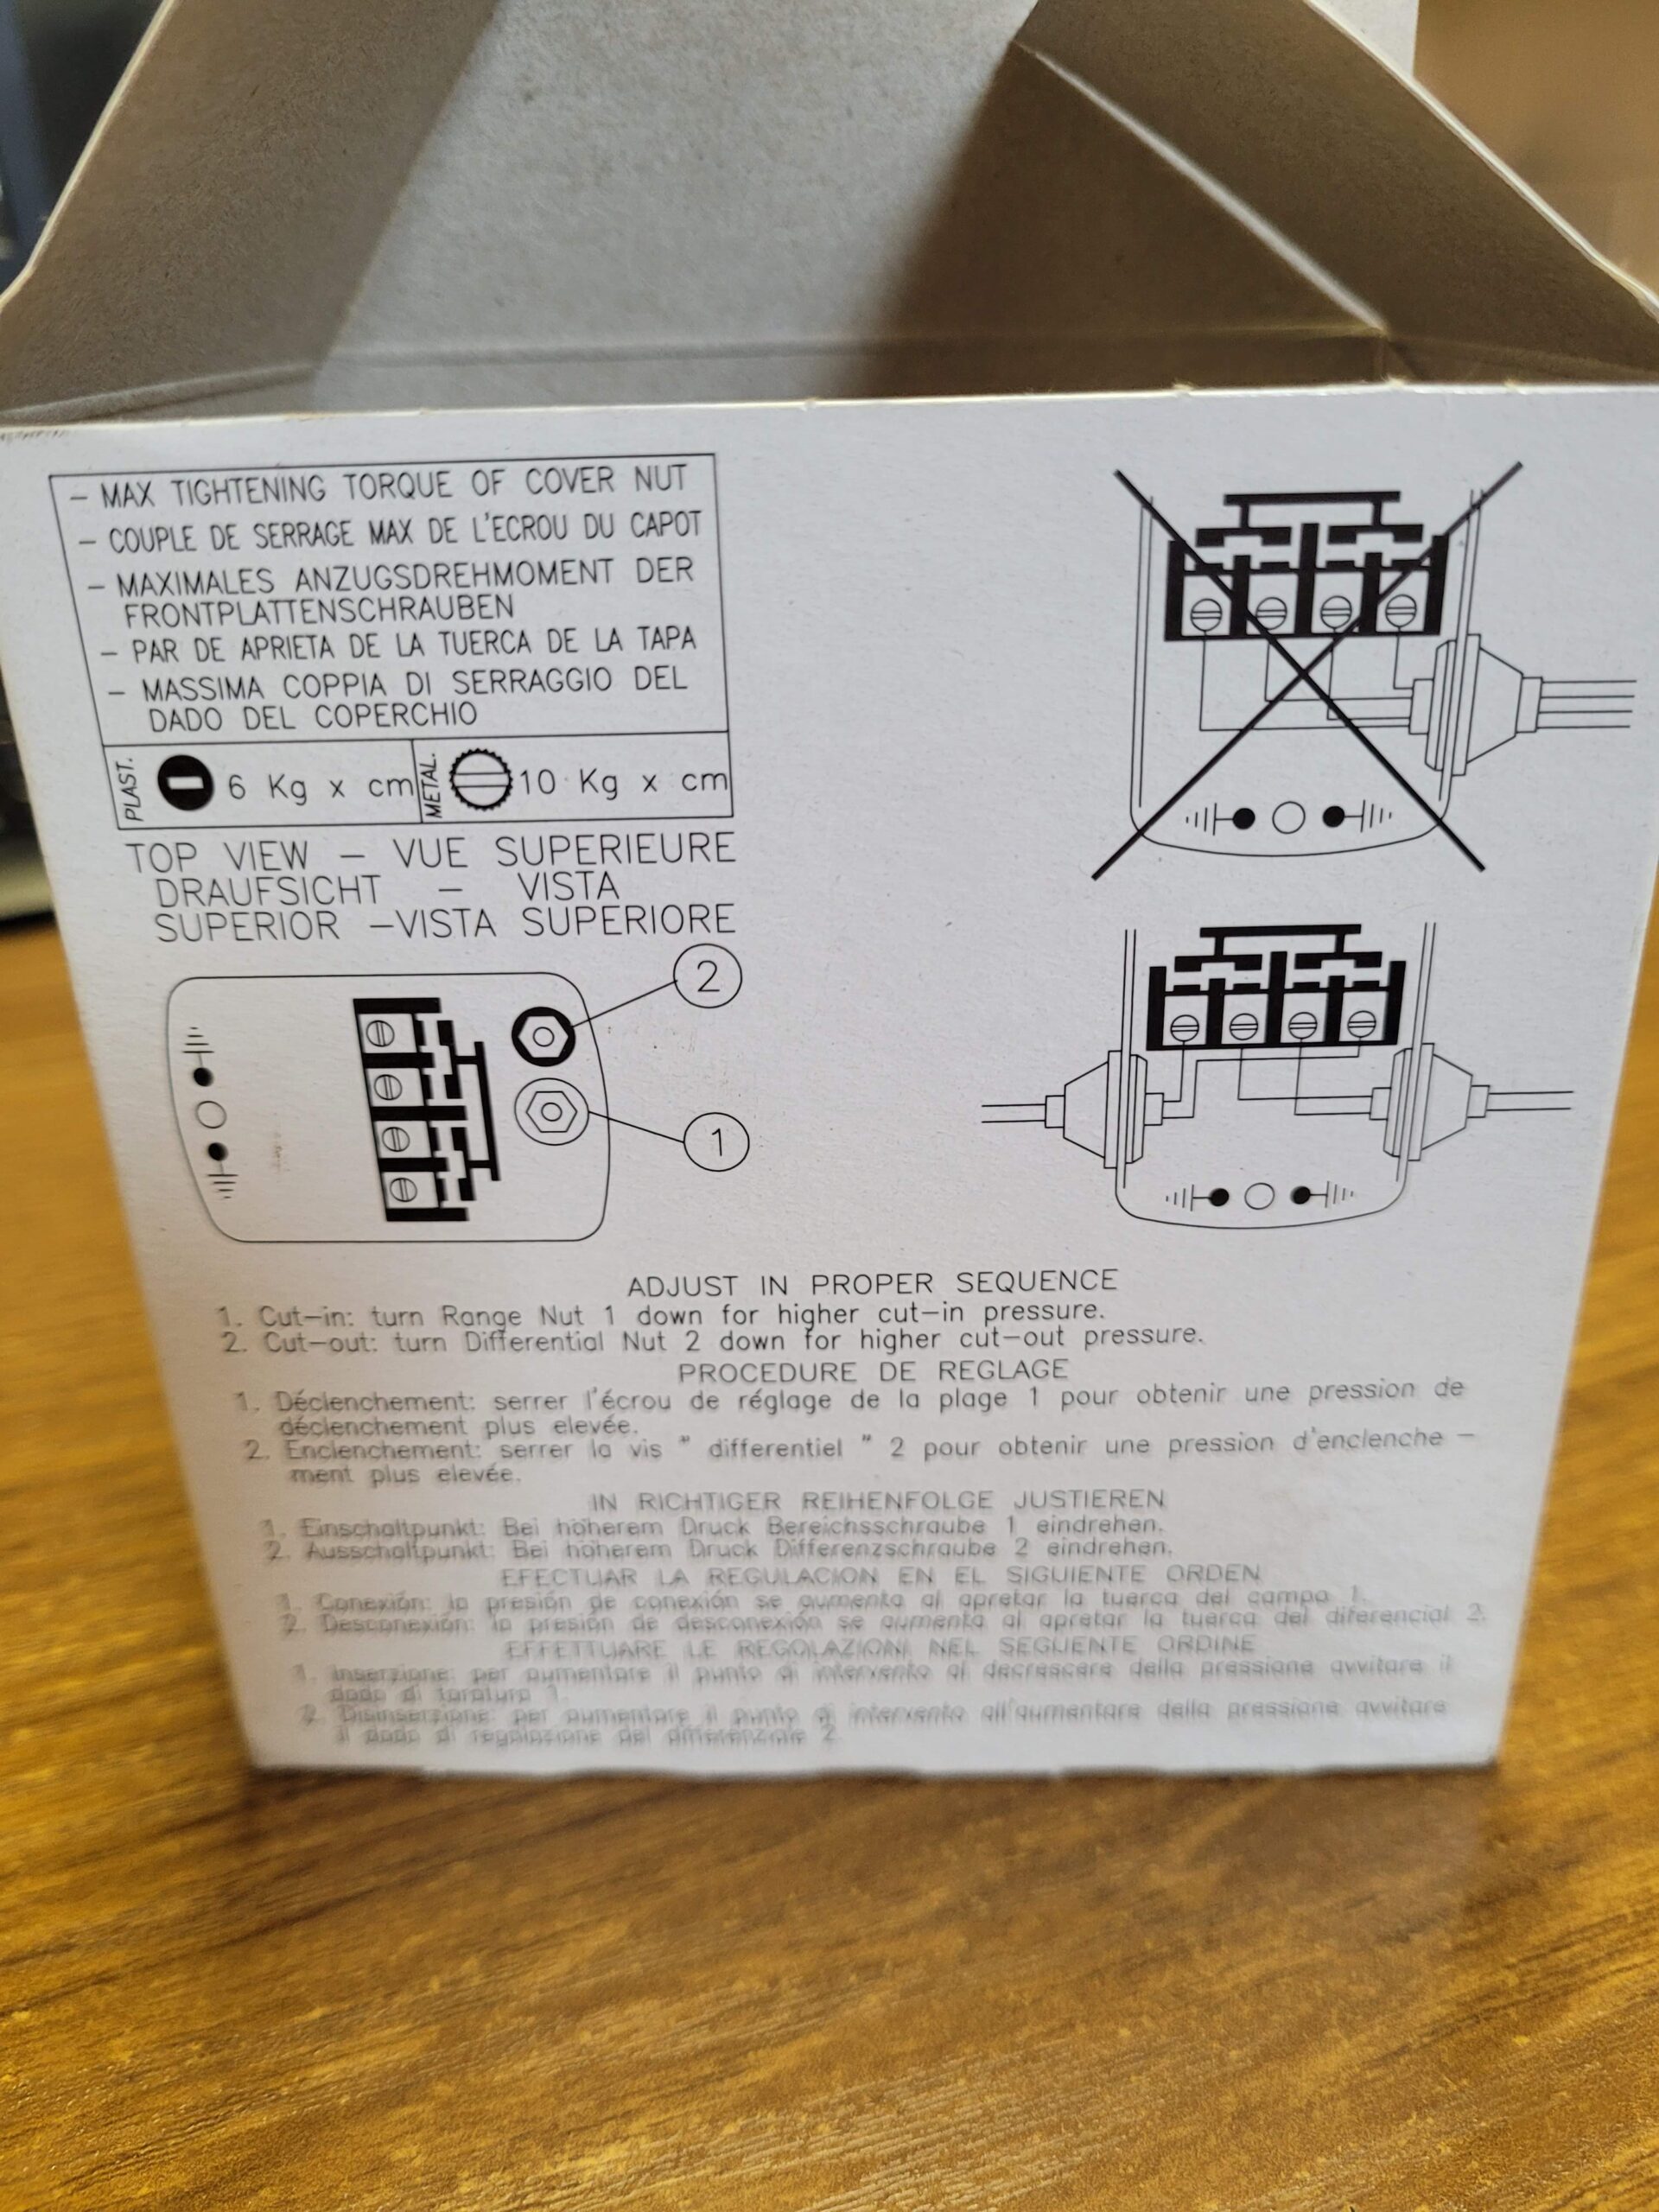 - MAX TIGHTENING TORQUE OF COVER NUT
- COUPLE DE SERRAGE MAX DE L'ECROU DU CAPOT
- MAXIMALES ANZUGSDREHMOMENT DER
FRONTPLATTENSCHRAUBEN
- PAR DE APRIETA DE LA TUERCA DE LA TAPA
- MASSIMA COPPIA DI SERRAGGIO DEL
DADO DEL COPERCHIO
PLAST. 6 Kg x cm METAL. 10 Kg x cm
TOP VIEW - VUE SUPERIEURE
DRAUFSICHT - VISTA
SUPERIOR -VISTA SUPERIORE
2
1
ADJUST IN PROPER SEQUENCE
1. Cut-in: turn Range Nut 1 down for higher cut-in pressure.
2. Cut-out: turn Differential Nut 2 down for higher cut-out pressure.
PROCEDURE DE REGLAGE
1. Déclenchement: serrer l'écrou de réglage de la plage 1 pour obtenir une pression de
déclenchement plus elevée.
2. Enclenchement: serrer la vis " differentiel " 2 pour obtenir une pression d'enclenche -
ment plus elevée.
IN RICHTIGER REIHENFOLGE JUSTIEREN
1. Einschaltpunkt: Bei höherem Druck Bereichsschraube 1 eindrehen.
2. Ausschaltpunkt: Bei höherem Druck Differenzschraube 2 eindrehen.
EFECTUAR LA REGULACION EN EL SIGUIENTE ORDEN
1. Conexión: la presión de conexión se aumenta al apretar la tuerca del campo 1.
2. Desconexión: la presión de desconexión se aumenta al apretar la tuerca del diferencial 2.
EFFETTUARE LE REGOLAZIONI NEL SEGUENTE ORDINE
1. Inserzione: per aumentare il punto di intervento al decrescere della pressione avvitare il
dado di taratura 1.
2. Disinserzione: per aumentare il punto di intervento all'aumentare della pressione avvitare
il dado di regolazione del differenziale 2.